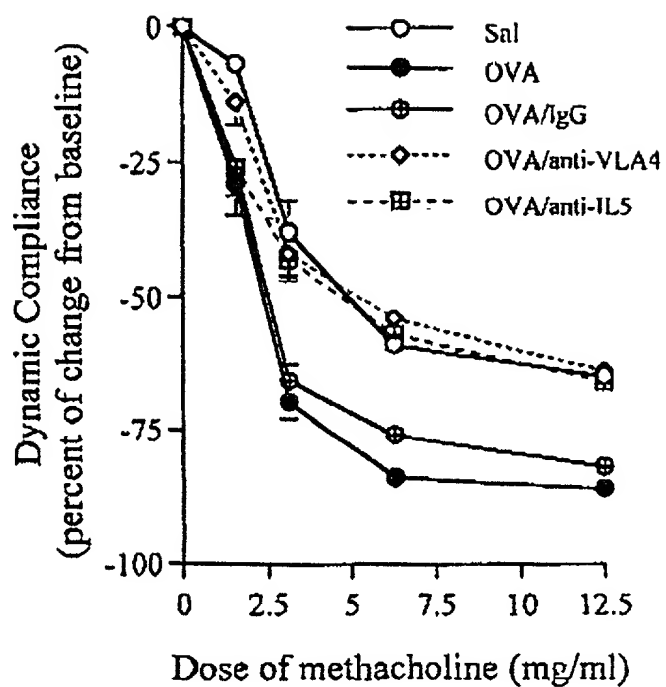 0
-25
-50
-75
-100
Dynamic Compliance
(percent of change from baseline)
Sal
OVA
OVA/IgG
OVA/anti-VLA4
OVA/anti-IL5
0 2.5 5 7.5 10 12.5
Dose of methacholine (mg/ml)